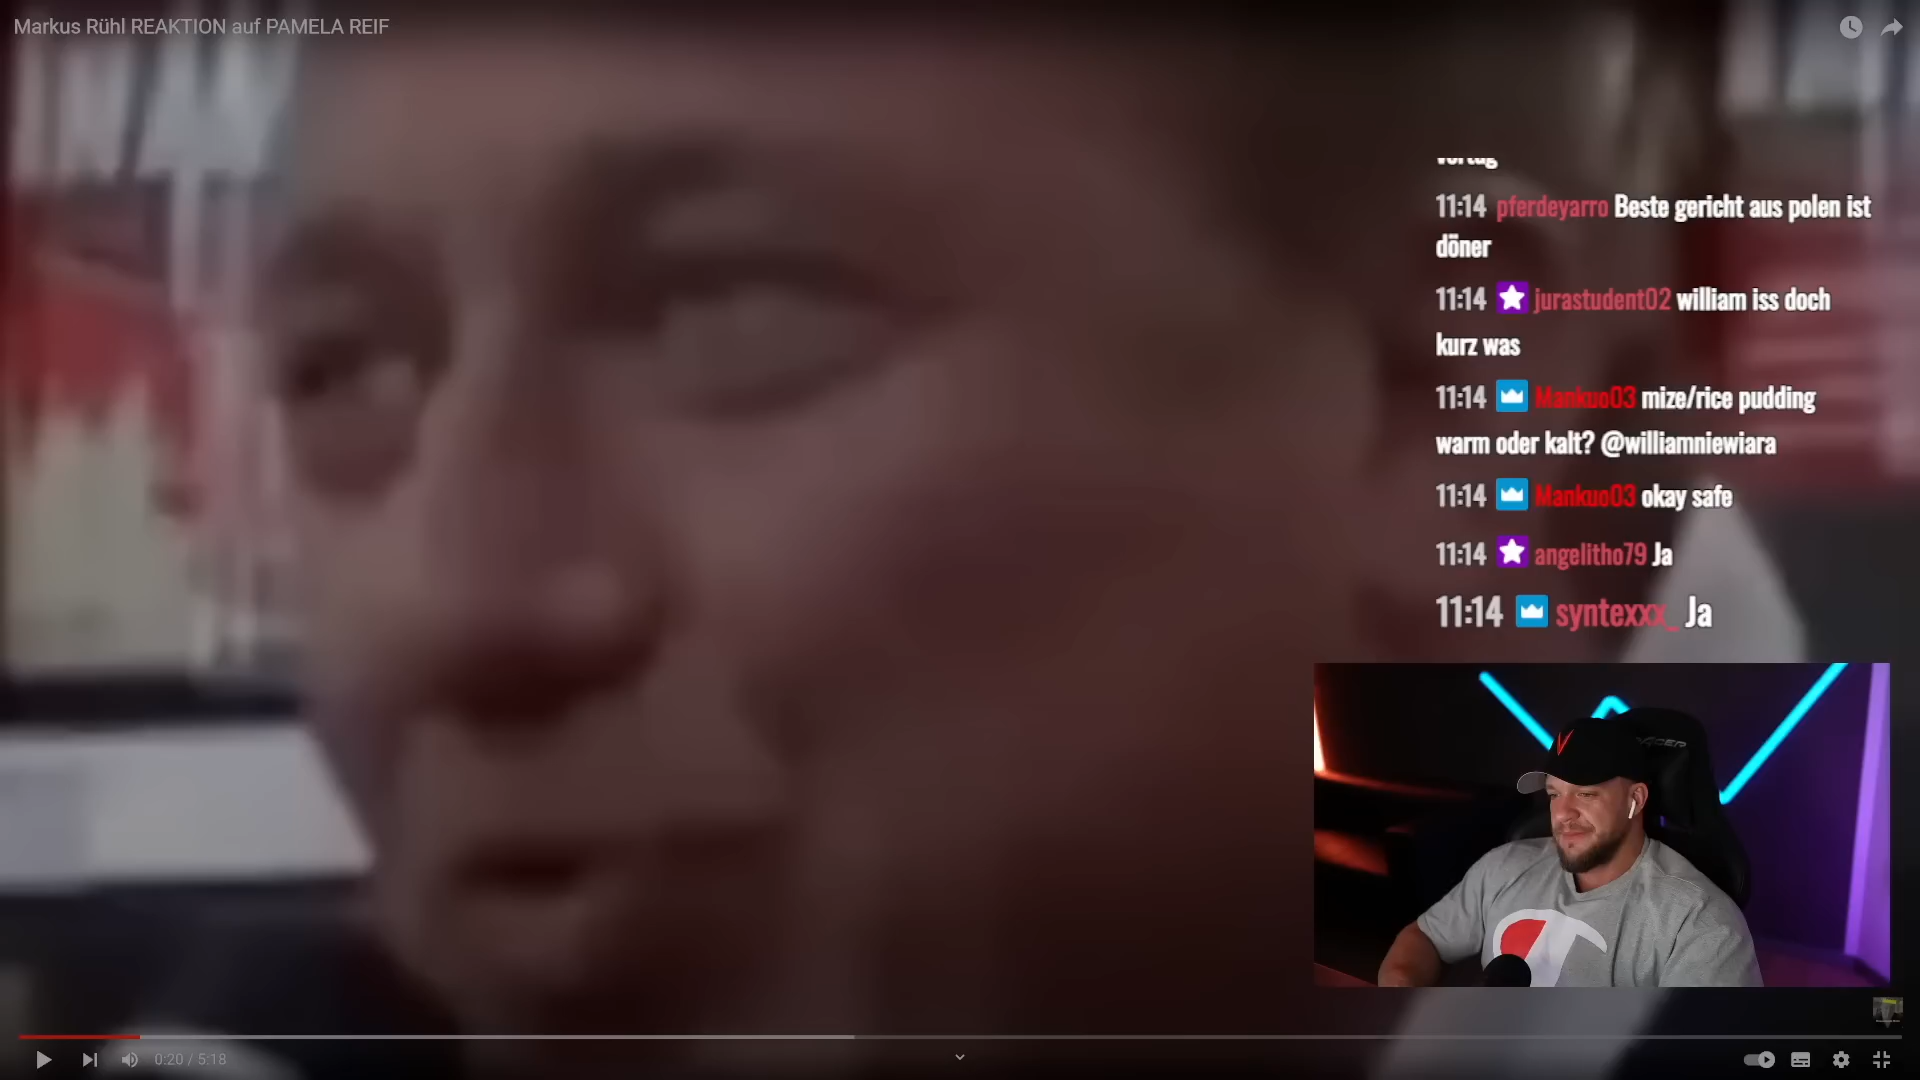 Markus Rühl REAKTION auf PAMELA REIF
vortag
11:14 pferdeyarro Beste gericht aus polen ist
döner
11:14 jurastudent02 william iss doch
kurz was
11:14 Mankuo03 mize/rice pudding
warm oder kalt? @williamniewiara
11:14 Mankuo03 okay safe
11:14 angelitho79 Ja
11:14 syntexxx_ Ja
0:20 / 5:18